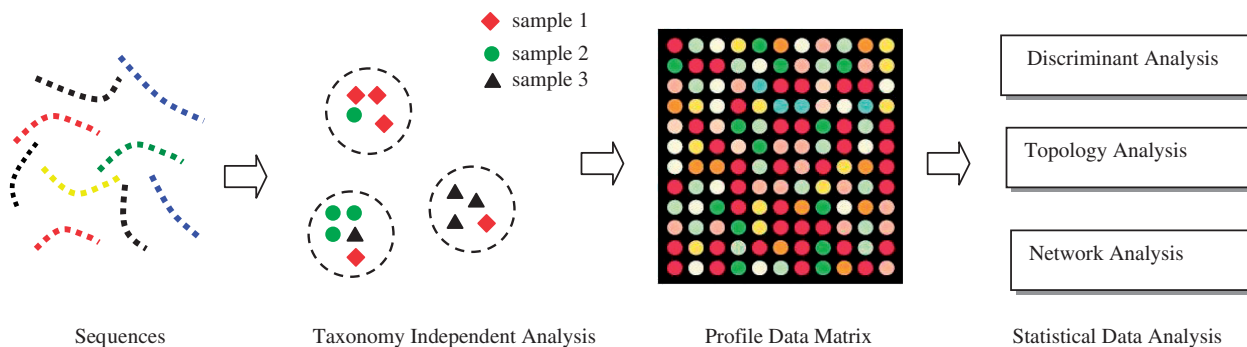 sample 1
sample 2
sample 3
Discriminant Analysis
Topology Analysis
Network Analysis
Sequences
Taxonomy Independent Analysis
Profile Data Matrix
Statistical Data Analysis